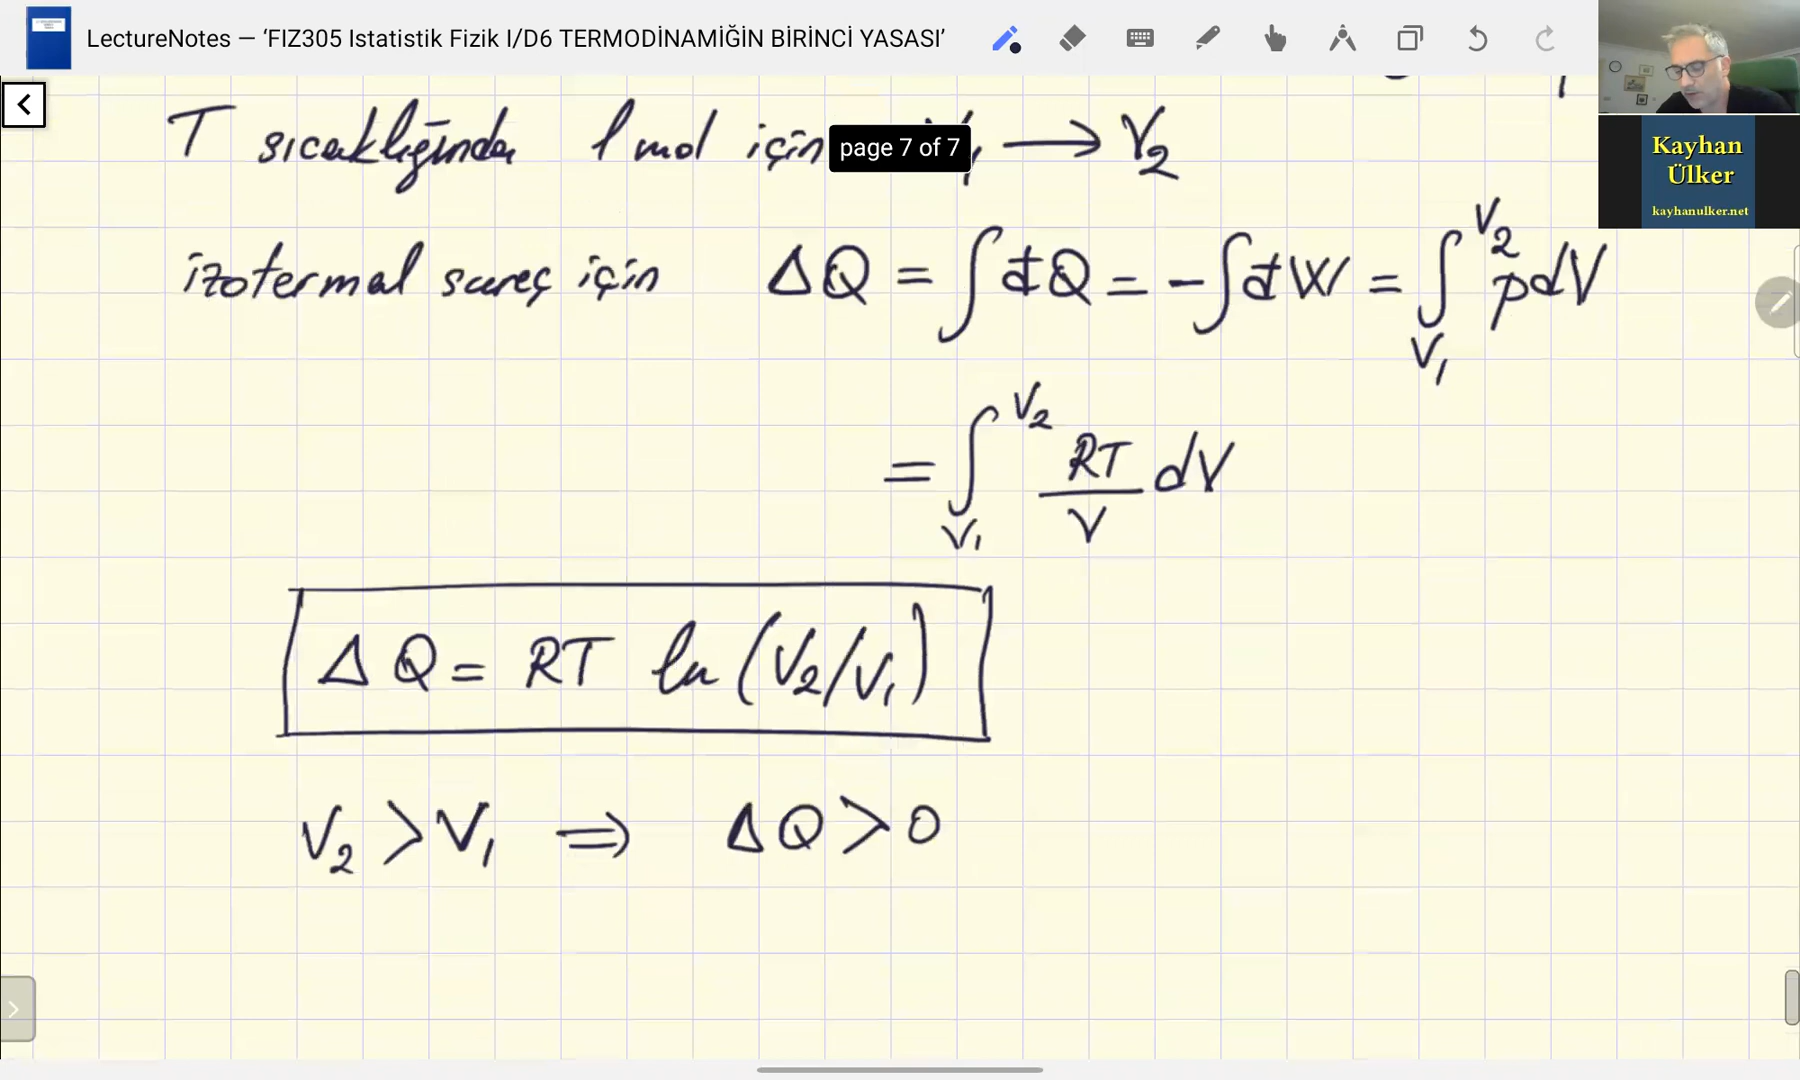 LectureNotes — ‘FIZ305 Istatistik Fizik I/D6 TERMODİNAMİĞİN BİRİNCİ YASASI’
T sıcaklığında 1 mol için → V₂
page 7 of 7
Kayhan
Ülker
kayhanulker.net
izotermal süreç için ΔQ = ∫đQ = -∫đW = ∫_{V₁}^{V₂} pdV
= ∫_{V₁}^{V₂} RT/V dV
ΔQ = RT ln(V₂/V₁)
V₂ > V₁ ⇒ ΔQ > 0